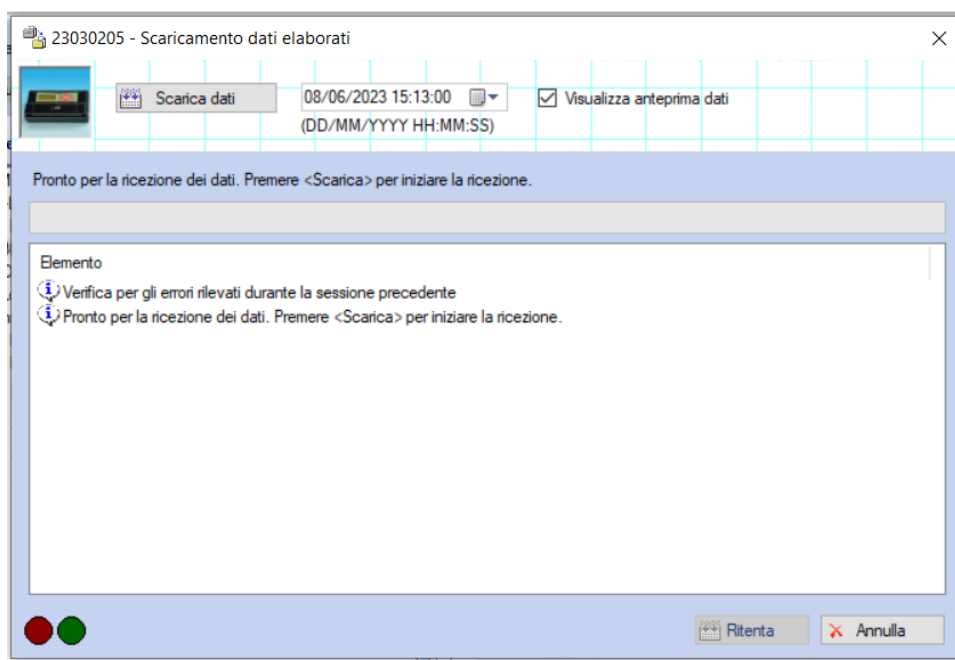 23030205 - Scaricamento dati elaborati
Scarica dati
08/06/2023 15:13:00
Visualizza anteprima dati
(DD/MM/YYYY HH:MM:SS)
Pronto per la ricezione dei dati. Premere <Scarica> per iniziare la ricezione.
Elemento
Verifica per gli errori rilevati durante la sessione precedente
Pronto per la ricezione dei dati. Premere <Scarica> per iniziare la ricezione.
Ritenta
Annulla